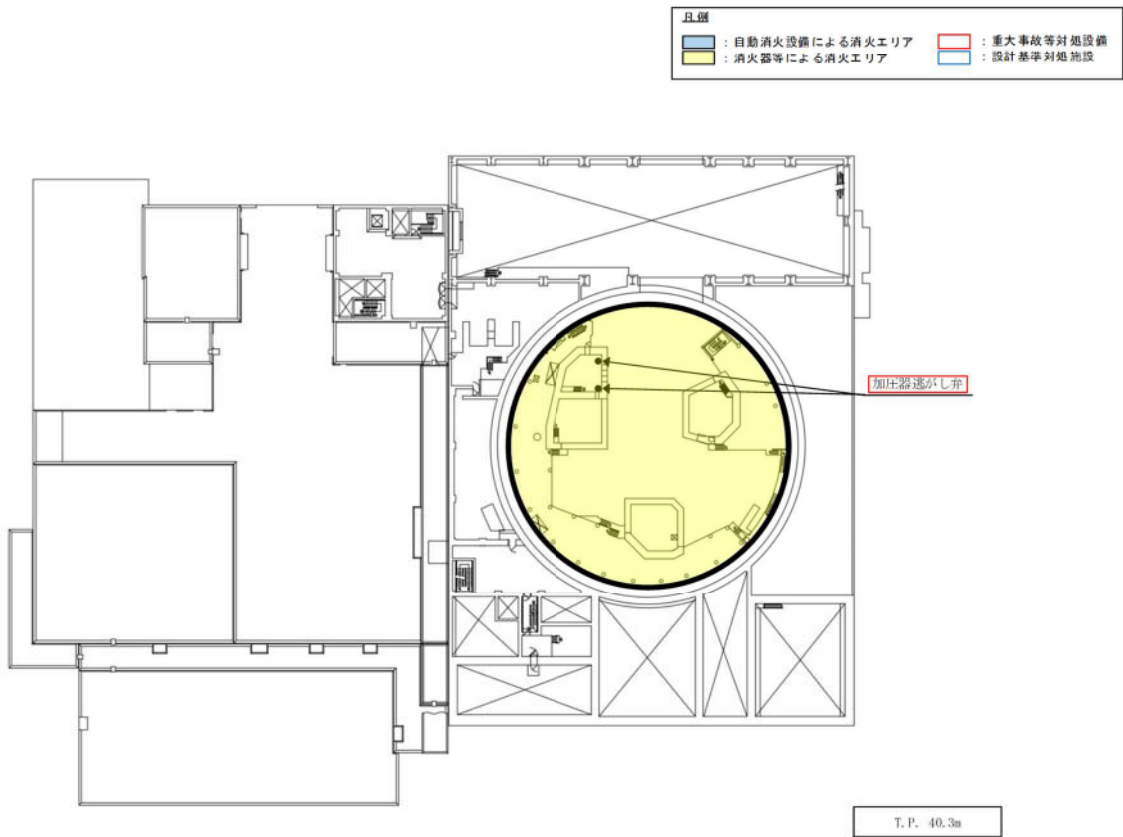 凡例
：自動消火設備による消火エリア
：重大事故等対処設備
：消火器等による消火エリア
：設計基準対処施設
加圧器逃がし弁
T.P. 40.3m